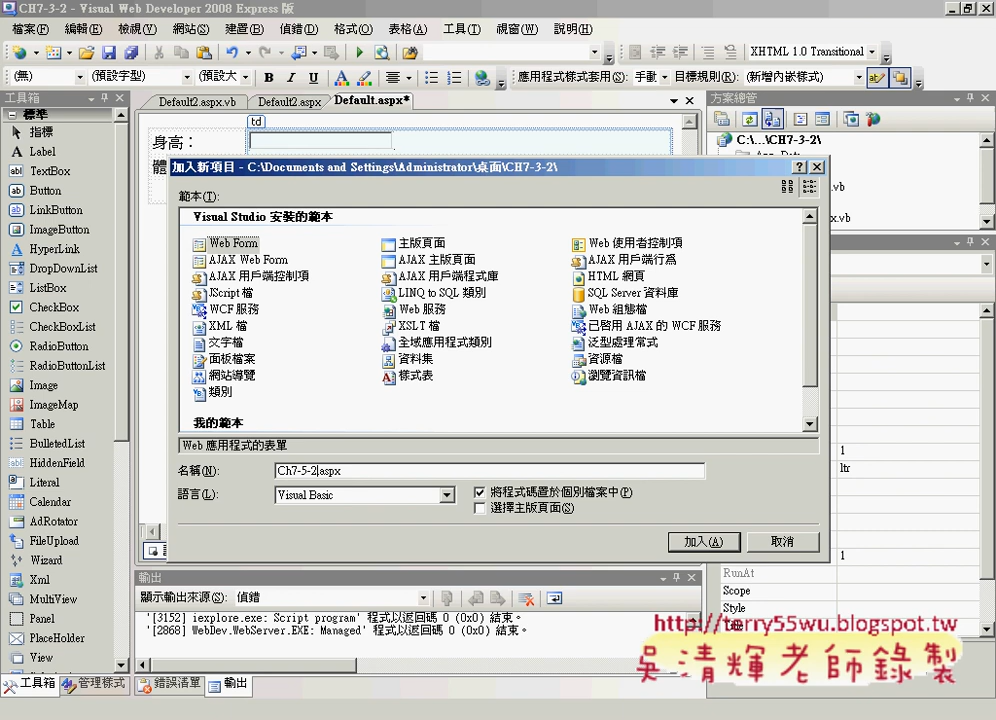 CH7-3-2 - Visual Web Developer 2008 Express 版
檔案(F) 編輯(E) 檢視(V) 網站(S) 建置(B) 偵錯(D) 格式(O) 表格(A) 工具(T) 視窗(W) 說明(H)
XHTML 1.0 Transitional
(無) (預設字型) (預設大 B I U 應用程式樣式套用(S): 手動 目標規則(R): (新增內嵌樣式)
工具箱
標準
指標
Label
TextBox
Button
LinkButton
ImageButton
HyperLink
DropDownList
ListBox
CheckBox
CheckBoxList
RadioButton
RadioButtonList
Image
ImageMap
Table
BulletedList
HiddenField
Literal
Calendar
AdRotator
FileUpload
Wizard
Xml
MultiView
Panel
PlaceHolder
View
工具箱 管理樣式
Default2.aspx.vb Default2.aspx Default.aspx*
td
身高：
體
方案總管
C:\...\CH7-3-2\
App_Data
.vb
x.vb
加入新項目 - C:\Documents and Settings\Administrator\桌面\CH7-3-2\
範本(T):
Visual Studio 安裝的範本
Web Form 主版頁面 Web 使用者控制項
AJAX Web Form AJAX 主版頁面 AJAX 用戶端行為
AJAX 用戶端控制項 AJAX 用戶端程式庫 HTML 網頁
JScript 檔 LINQ to SQL 類別 SQL Server 資料庫
WCF 服務 Web 服務 Web 組態檔
XML 檔 XSLT 檔 已啟用 AJAX 的 WCF 服務
文字檔 全域應用程式類別 泛型處理常式
面板檔案 資料集 資源檔
網站導覽 樣式表 瀏覽資訊檔
類別
我的範本
Web 應用程式的表單
名稱(N): Ch7-5-2.aspx
語言(L): Visual Basic
將程式碼置於個別檔案中(P)
選擇主版頁面(S)
加入(A) 取消
1
ltr
1
RunAt
Scope
Style
輸出
顯示輸出來源(S): 偵錯
'[3152] iexplore.exe: Script program' 程式以返回碼 0 (0x0) 結束。
'[2868] WebDev.WebServer.EXE: Managed' 程式以返回碼 0 (0x0) 結束。
錯誤清單 輸出
http://terry55wu.blogspot.tw
吳清輝老師錄製